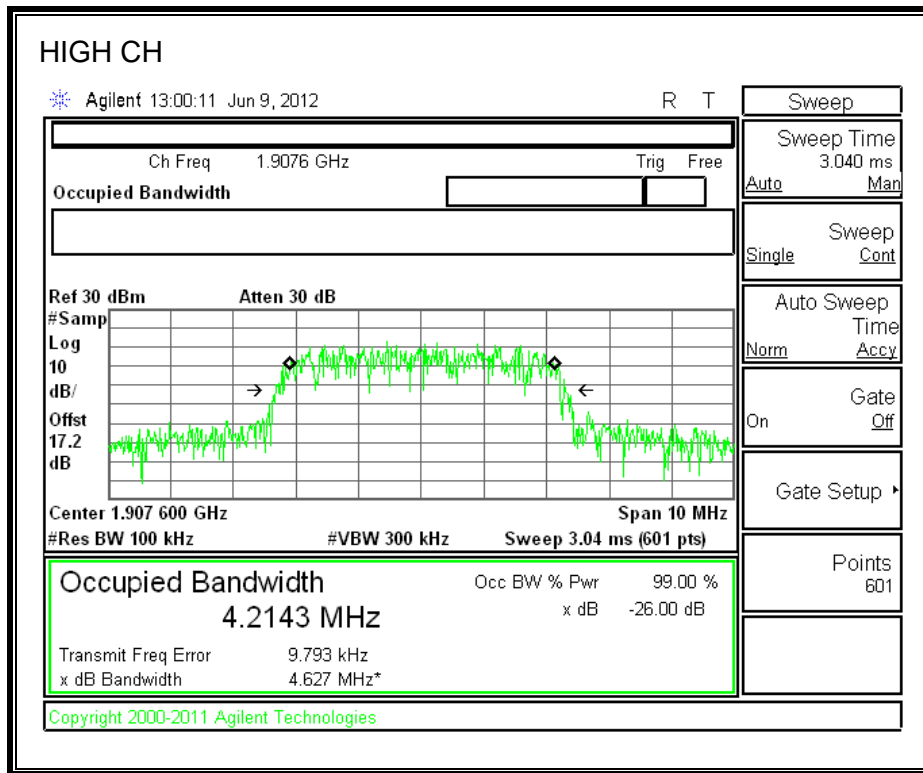 HIGH CH
Agilent 13:00:11 Jun 9, 2012 R T
Sweep
Ch Freq 1.9076 GHz Trig Free
Occupied Bandwidth
Sweep Time
3.040 ms
Auto Man
Sweep
Single Cont
Auto Sweep
Time
Norm Accy
Gate
On Off
Gate Setup
Points
601
Ref 30 dBm Atten 30 dB
#Samp
Log
10
dB/
Offst
17.2
dB
Center 1.907 600 GHz Span 10 MHz
#Res BW 100 kHz #VBW 300 kHz Sweep 3.04 ms (601 pts)
Occupied Bandwidth Occ BW % Pwr 99.00 %
4.2143 MHz x dB -26.00 dB
Transmit Freq Error 9.793 kHz
x dB Bandwidth 4.627 MHz*
Copyright 2000-2011 Agilent Technologies